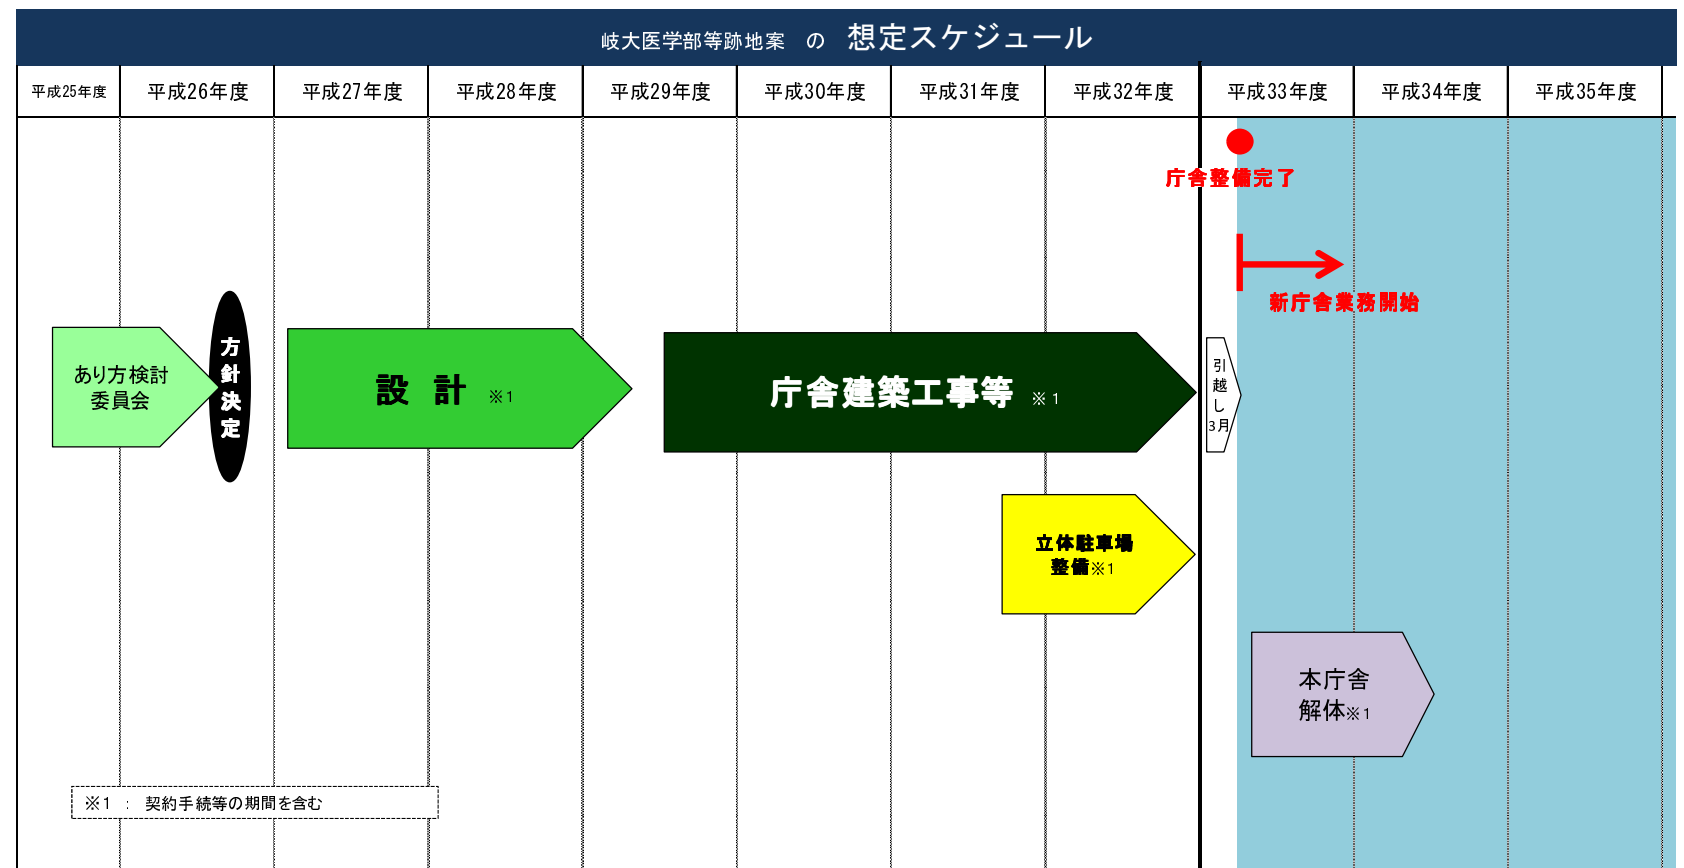 岐大医学部等跡地案 の 想定スケジュール
平成25年度 平成26年度 平成27年度 平成28年度 平成29年度 平成30年度 平成31年度 平成32年度 平成33年度 平成34年度 平成35年度
庁舎整備完了
新庁舎業務開始
あり方検討
委員会
方針決定
設 計 ※1
庁舎建築工事等 ※1
引越し
3月
立体駐車場
整備※1
本庁舎
解体※1
※1 : 契約手続等の期間を含む